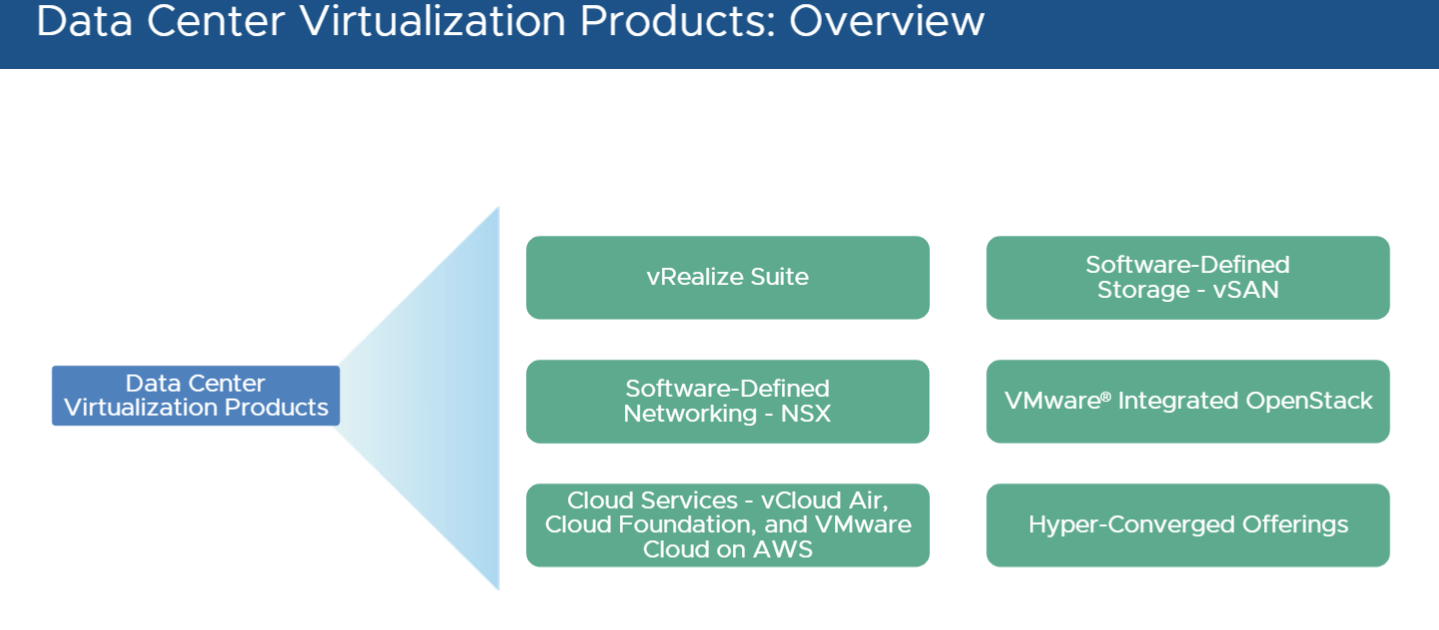 Data Center Virtualization Products: Overview
Data Center
Virtualization Products
vRealize Suite
Software-Defined
Storage - vSAN
Software-Defined
Networking - NSX
VMware® Integrated OpenStack
Cloud Services - vCloud Air,
Cloud Foundation, and VMware
Cloud on AWS
Hyper-Converged Offerings